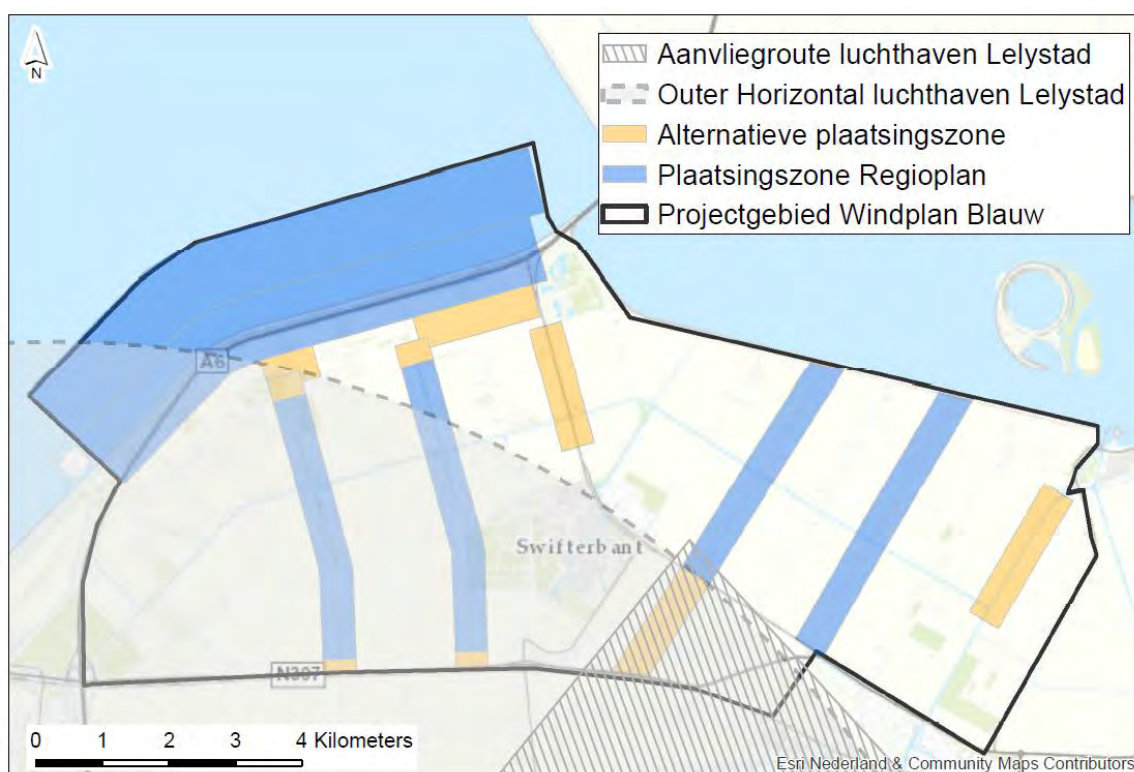 N
Aanvliegroute luchthaven Lelystad
Outer Horizontal luchthaven Lelystad
Alternatieve plaatsingszone
Plaatsingszone Regioplan
Projectgebied Windplan Blauw
A6
Swifterbant
N307
0 1 2 3 4 Kilometers
Esri Nederland & Community Maps Contributors